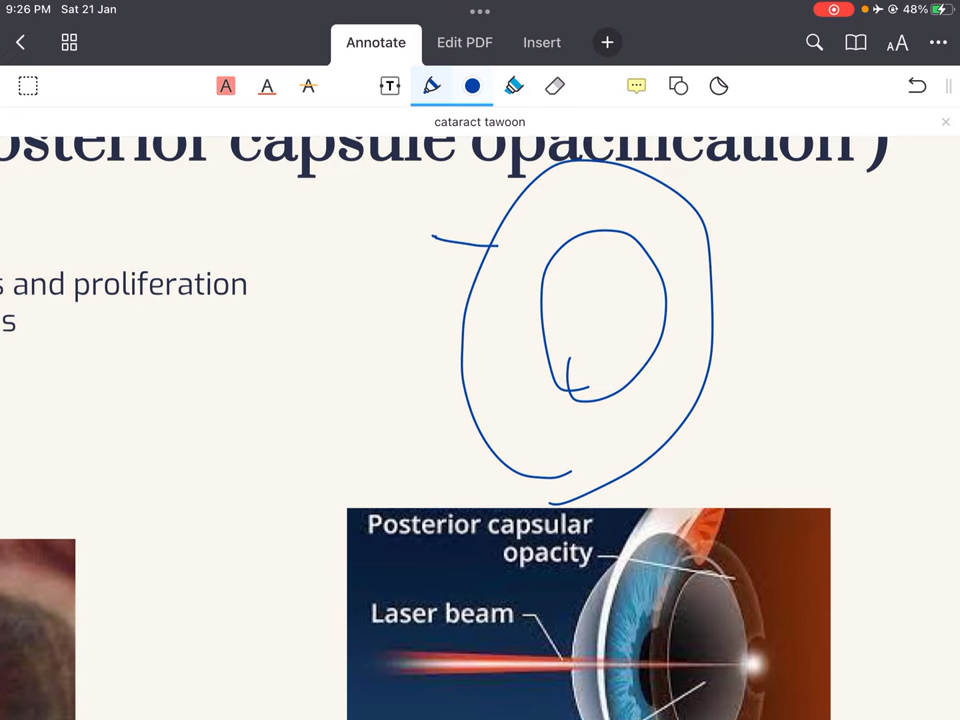 9:26 PM Sat 21 Jan
48%
Annotate
Edit PDF
Insert
AA
A A A T
cataract tawoon
osterior capsule opacification )
s and proliferation
s
Posterior capsular
opacity
Laser beam